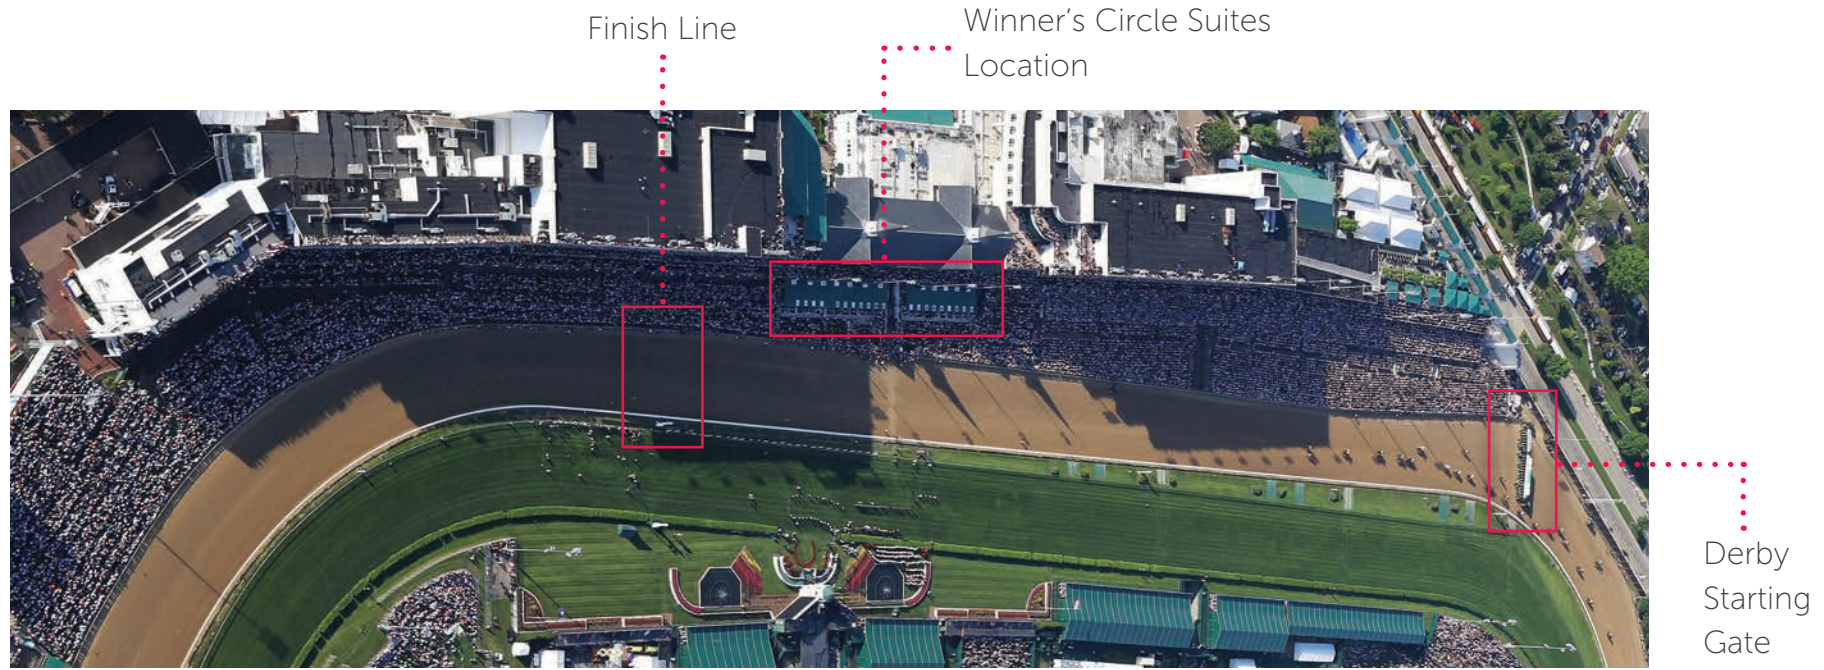 Finish Line
Winner’s Circle Suites
Location
Derby
Starting
Gate